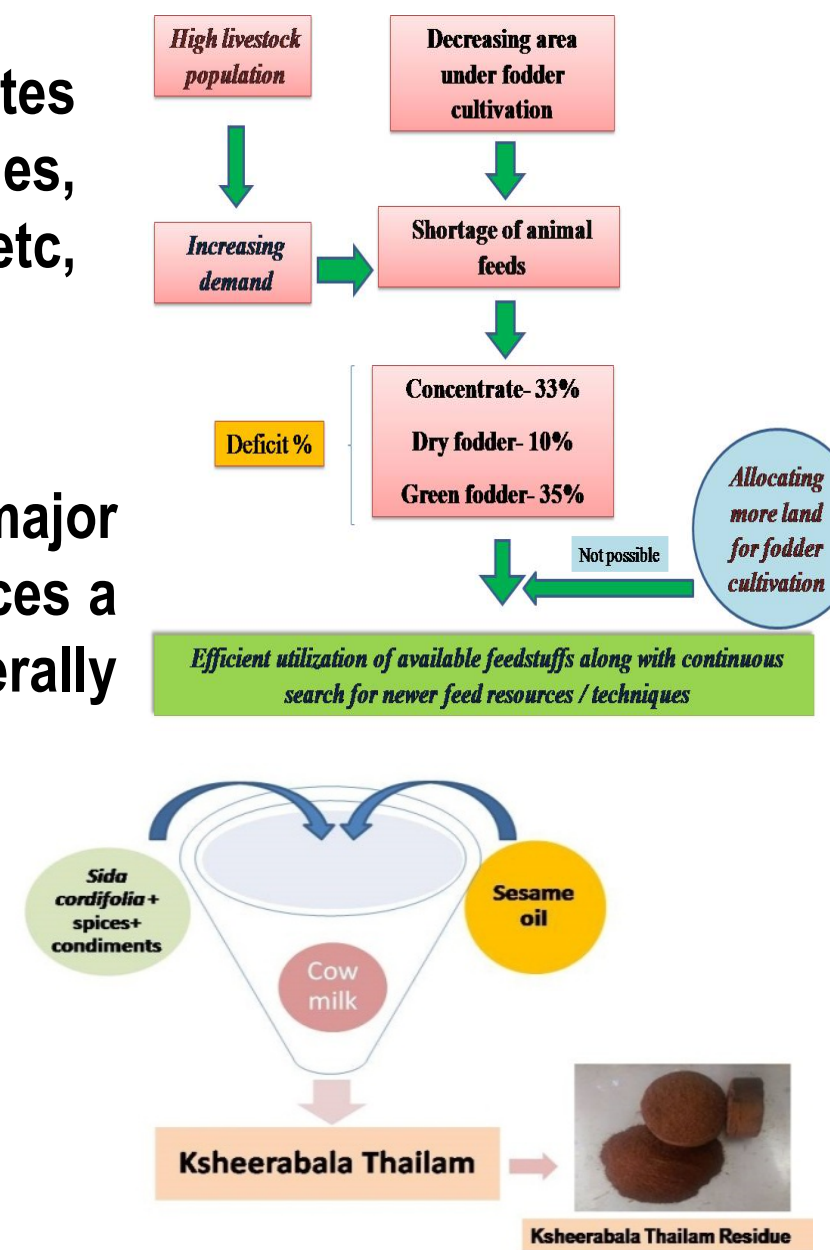 tes
es,
etc,
major
ces a
erally
High livestock
population
Decreasing area
under fodder
cultivation
Increasing
demand
Shortage of animal
feeds
Deficit %
Concentrate- 33%
Dry fodder- 10%
Green fodder- 35%
Allocating
more land
for fodder
cultivation
Not possible
Efficient utilization of available feedstuffs along with continuous
search for newer feed resources / techniques
Sida
cordifolia +
spices+
condiments
Sesame
oil
Cow
milk
Ksheerabala Thailam
Ksheerabala Thailam Residue